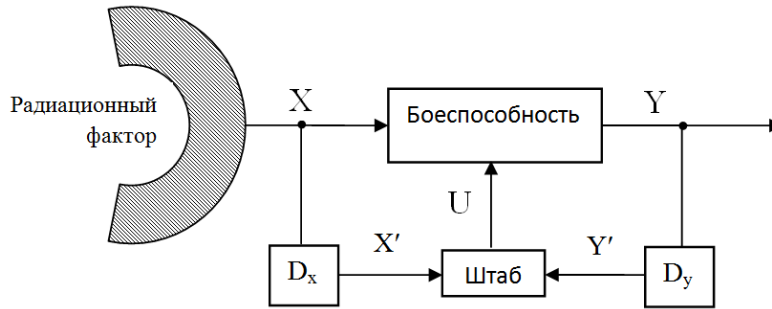 Радиационный
фактор
X
Боеспособность
Y
U
X′
Y′
Dx
Штаб
Dy